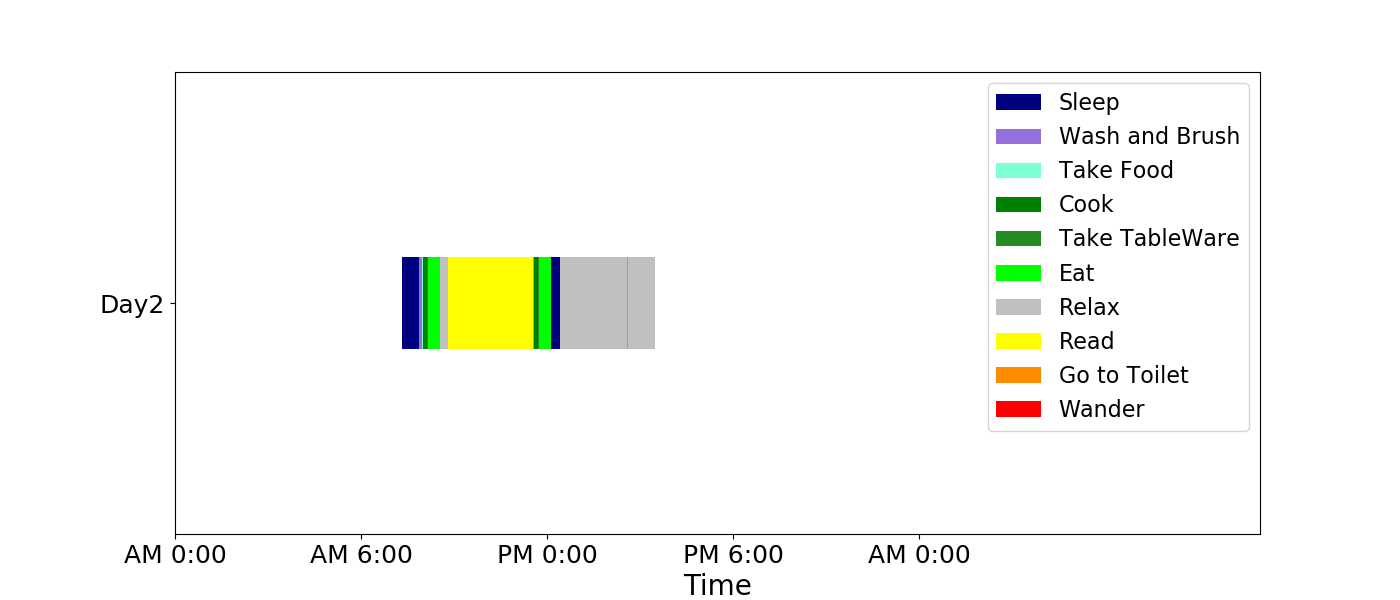 Sleep
Wash and Brush
Take Food
Cook
Take TableWare
Eat
Relax
Read
Go to Toilet
Wander
Day2
AM 0:00 AM 6:00 PM 0:00 PM 6:00 AM 0:00
Time